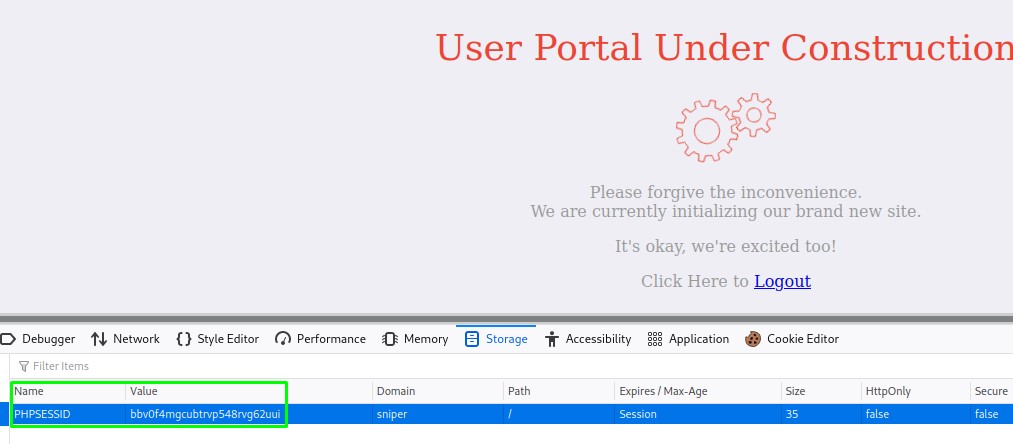 User Portal Under Construction
Please forgive the inconvenience.
We are currently initializing our brand new site.
It's okay, we're excited too!
Click Here to Logout
Debugger Network Style Editor Performance Memory Storage Accessibility Application Cookie Editor
Filter Items
Name Value Domain Path Expires / Max-Age Size HttpOnly Secure
PHPSESSID bbv0f4mgcubtrvp548rvg62uui sniper / Session 35 false false